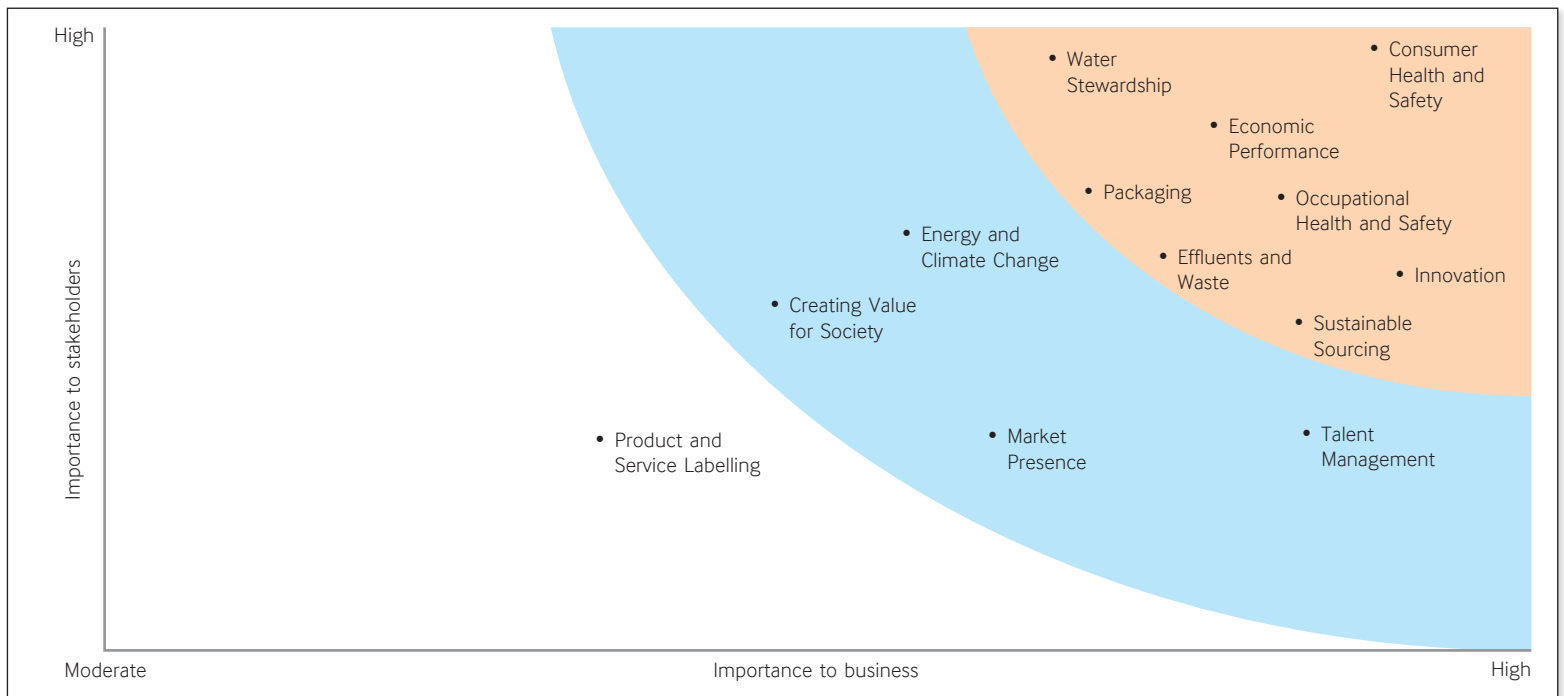 High
Importance to stakeholders
• Water
Stewardship
• Consumer
Health and
Safety
• Economic
Performance
• Packaging
• Occupational
Health and Safety
• Energy and
Climate Change
• Effluents and
Waste
• Innovation
• Creating Value
for Society
• Sustainable
Sourcing
• Product and
Service Labelling
• Market
Presence
• Talent
Management
Moderate
Importance to business
High